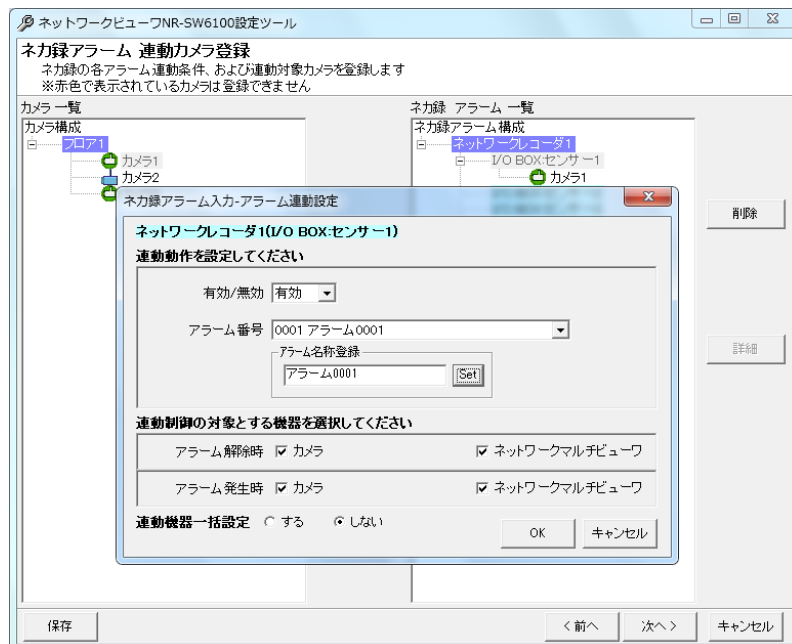 ネットワークビューワNR-SW6100設定ツール
ネカ録アラーム 連動カメラ登録
ネカ録の各アラーム連動条件、および連動対象カメラを登録します
※赤色で表示されているカメラは登録できません
カメラ 一覧
カメラ構成
フロア1
カメラ1
カメラ2
ネカ録 アラーム 一覧
ネカ録アラーム構成
ネットワークレコーダ1
I/O BOX:センサー1
カメラ1
削除
詳細
ネカ録アラーム入力-アラーム連動設定
ネットワークレコーダ1(I/O BOX:センサー1)
連動動作を設定してください
有効/無効 有効
アラーム番号 0001 アラーム0001
アラーム名称登録
アラーム0001 Set
連動制御の対象とする機器を選択してください
アラーム解除時 カメラ ネットワークマルチビューワ
アラーム発生時 カメラ ネットワークマルチビューワ
連動機器一括設定 する しない
OK キャンセル
保存 <前へ 次へ> キャンセル